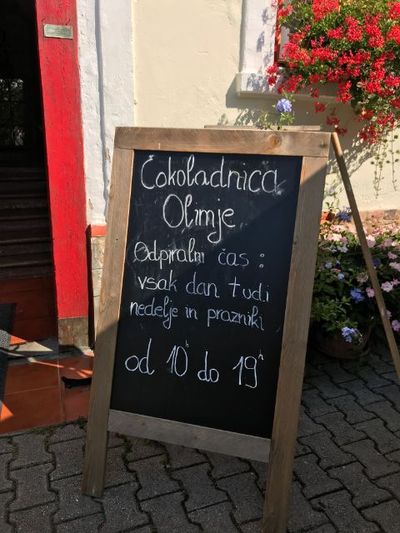 Čokoladnica
Olimje
Odpiralni čas :
vsak dan tudi
nedelje in prazniki
od 10h do 19h